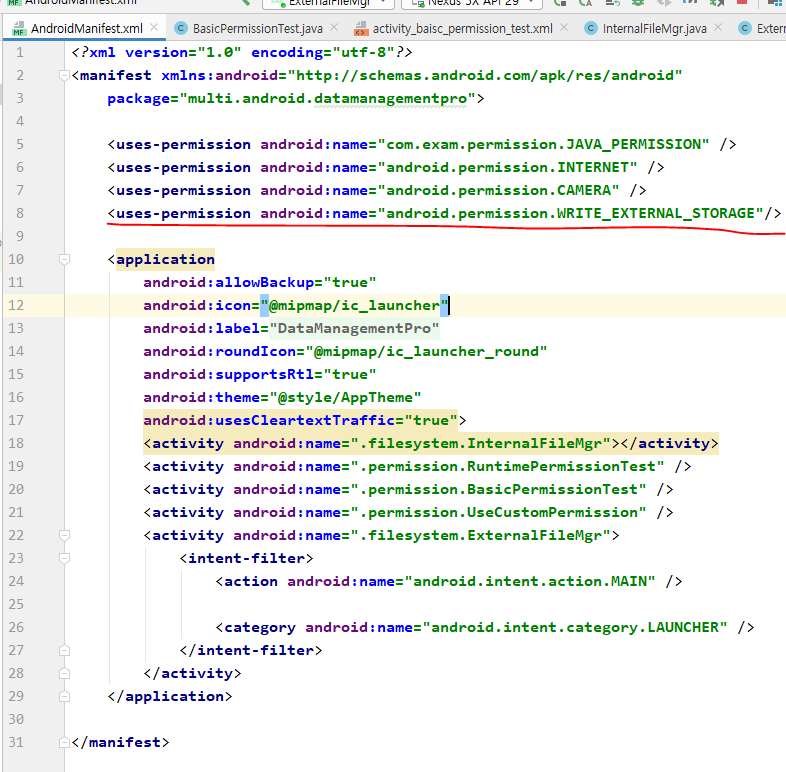 AndroidManifest.xml ExternalFileMgr Nexus 5X API 29
AndroidManifest.xml BasicPermissionTest.java activity_baisc_permission_test.xml InternalFileMgr.java Extern
1 <?xml version="1.0" encoding="utf-8"?>
2 <manifest xmlns:android="http://schemas.android.com/apk/res/android"
3 package="multi.android.datamanagementpro">
4
5 <uses-permission android:name="com.exam.permission.JAVA_PERMISSION" />
6 <uses-permission android:name="android.permission.INTERNET" />
7 <uses-permission android:name="android.permission.CAMERA" />
8 <uses-permission android:name="android.permission.WRITE_EXTERNAL_STORAGE"/>
9
10 <application
11 android:allowBackup="true"
12 android:icon="@mipmap/ic_launcher"
13 android:label="DataManagementPro"
14 android:roundIcon="@mipmap/ic_launcher_round"
15 android:supportsRtl="true"
16 android:theme="@style/AppTheme"
17 android:usesCleartextTraffic="true">
18 <activity android:name=".filesystem.InternalFileMgr"></activity>
19 <activity android:name=".permission.RuntimePermissionTest" />
20 <activity android:name=".permission.BasicPermissionTest" />
21 <activity android:name=".permission.UseCustomPermission" />
22 <activity android:name=".filesystem.ExternalFileMgr">
23 <intent-filter>
24 <action android:name="android.intent.action.MAIN" />
25
26 <category android:name="android.intent.category.LAUNCHER" />
27 </intent-filter>
28 </activity>
29 </application>
30
31 </manifest>